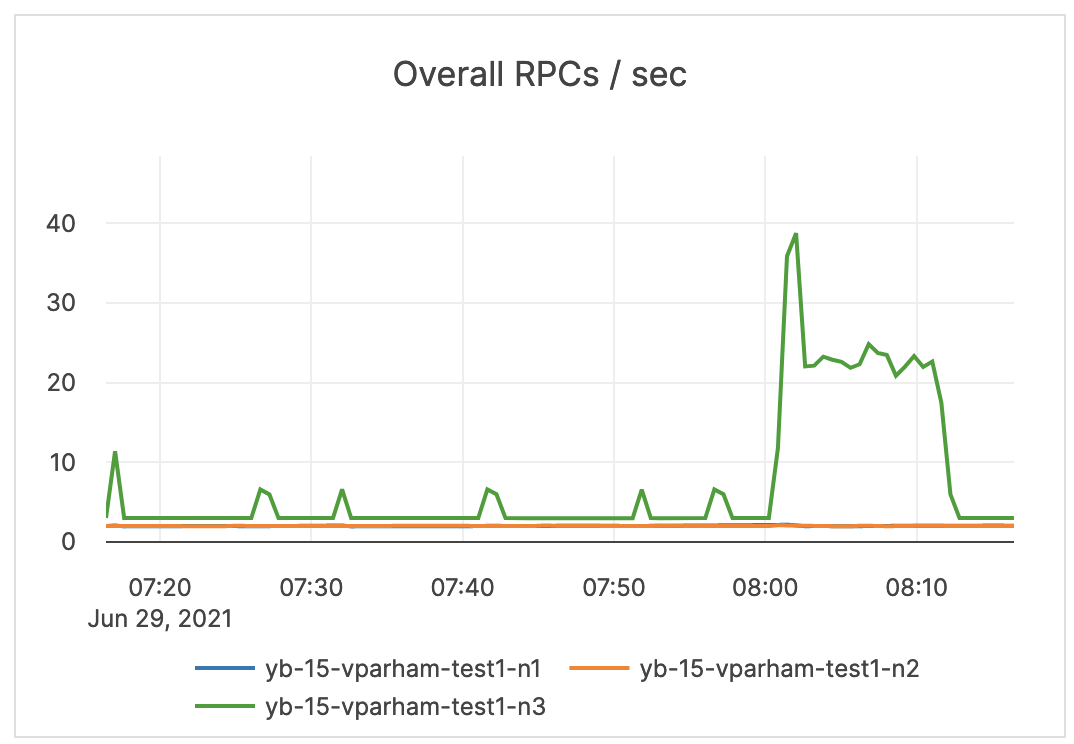 Overall RPCs / sec
40
30
20
10
0
07:20 07:30 07:40 07:50 08:00 08:10
Jun 29, 2021
yb-15-vparham-test1-n1 yb-15-vparham-test1-n2
yb-15-vparham-test1-n3